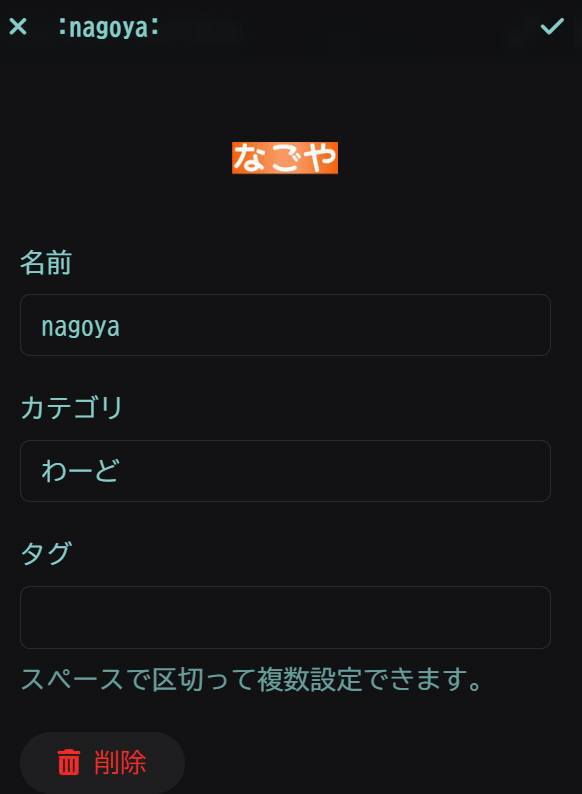 :nagoya:
なごや
名前
nagoya
カテゴリ
わーど
タグ
スペースで区切って複数設定できます。
削除